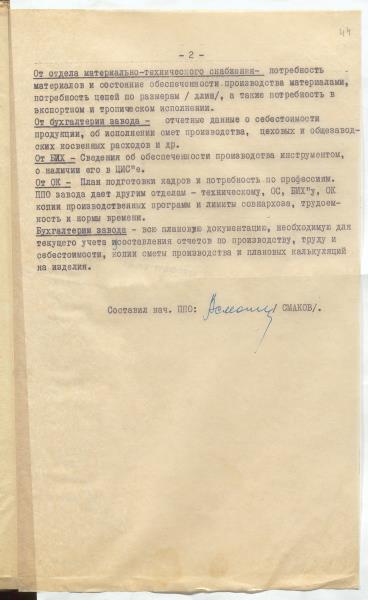 44
- 2 -
От отдела материально-технического снабжения- потребность
материалов и состояние обеспеченности производства материалами,
потребность цепей по размерам / длин/, а также потребность в
экспортном и тропическом исполнении.
От бухгалтерии завода - отчетные данные о себестоимости
продукции, об исполнении смет производства, цеховых и общезавод-
ских косвенных расходов и др.
От БИХ - Сведения об обеспеченности производства инструментом,
о наличии его в ЦИС"е.
От ОК - План подготовки кадров и потребность по профессиям.
ППО завода дает другим отделам - техническому, ОС, БИХ"у, ОК
копии производственных программ и лимиты совнархоза, трудоем-
кость и нормы времени.
Бухгалтерии завода - всю плановую документацию, необходимую для
текущего учета и составления отчетов по производству, труду и
себестоимости, копии сметы производства и плановых калькуляций
на изделия.
Составил нач. ППО: / СМАКОВ/.